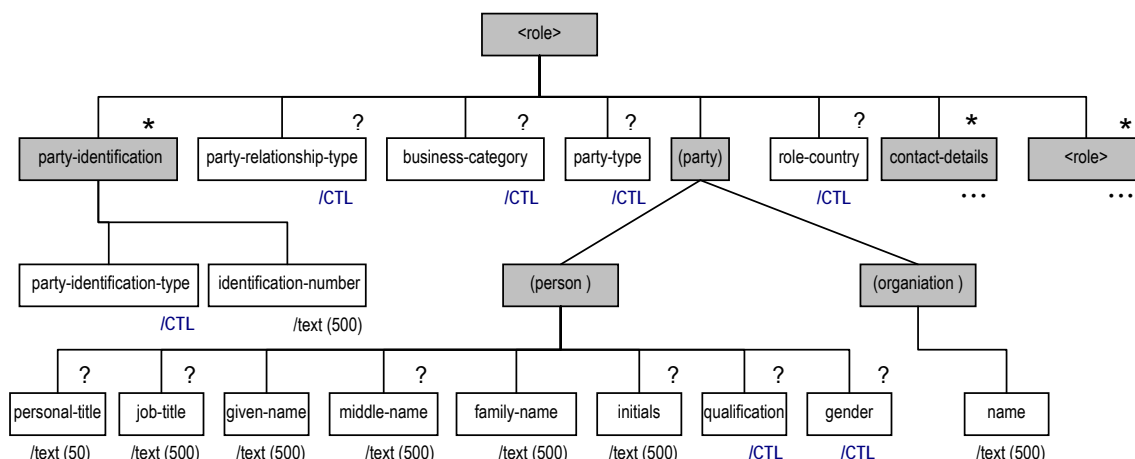 <role>
* ? ? ? ? * *
party-identification party-relationship-type business-category party-type (party) role-country contact-details <role>
/CTL /CTL /CTL /CTL ... ...
party-identification-type identification-number (person ) (organiation )
/CTL /text (500)
? ? ? ? ? ?
personal-title job-title given-name middle-name family-name initials qualification gender name
/text (50) /text (500) /text (500) /text (500) /text (500) /text (500) /CTL /CTL /text (500)